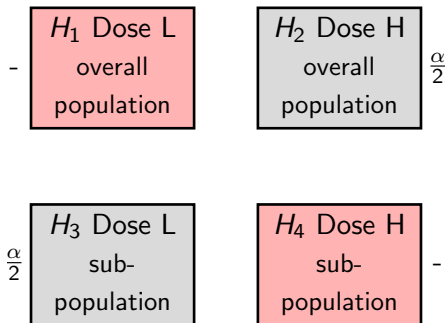 - H₁ Dose L overall population
H₂ Dose H overall population α/2
α/2 H₃ Dose L sub-population
H₄ Dose H sub-population -